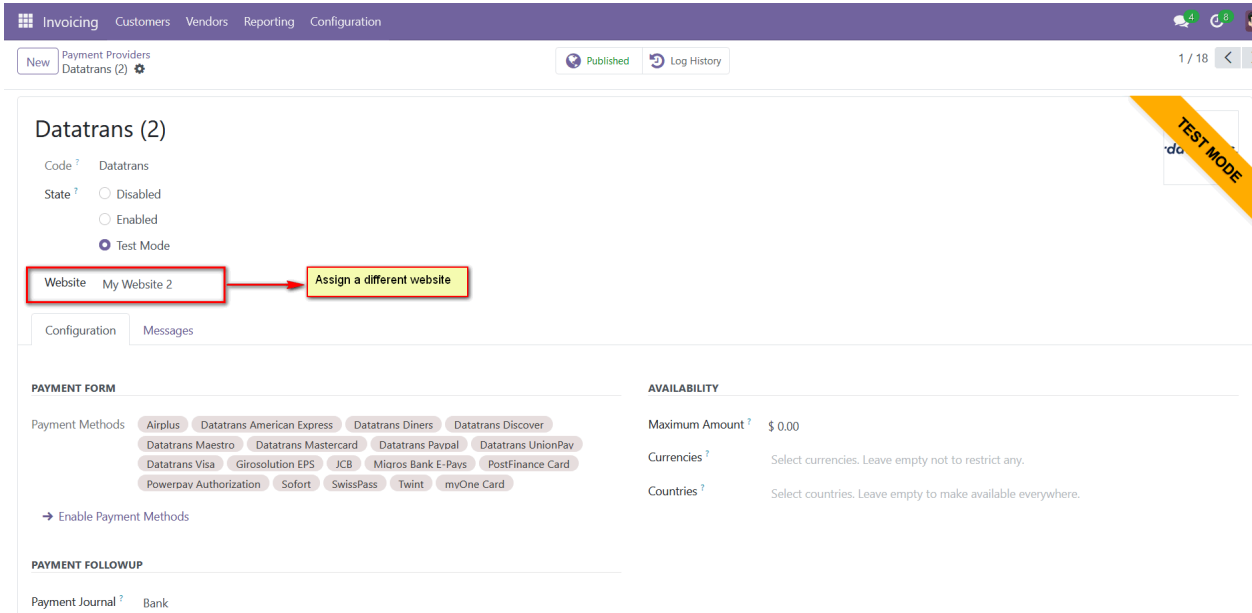 Invoicing Customers Vendors Reporting Configuration 4 8
New Payment Providers
Datatrans (2)
Published Log History
1 / 18
Datatrans (2)
TEST MODE
Code ? Datatrans
State ? Disabled
Enabled
Test Mode
Website My Website 2
Assign a different website
Configuration Messages
PAYMENT FORM
Payment Methods Airplus Datatrans American Express Datatrans Diners Datatrans Discover
Datatrans Maestro Datatrans Mastercard Datatrans Paypal Datatrans UnionPay
Datatrans Visa Girosolution EPS JCB Migros Bank E-Pays PostFinance Card
Powerpay Authorization Sofort SwissPass Twint myOne Card
→ Enable Payment Methods
AVAILABILITY
Maximum Amount ? $ 0.00
Currencies ? Select currencies. Leave empty not to restrict any.
Countries ? Select countries. Leave empty to make available everywhere.
PAYMENT FOLLOWUP
Payment Journal ? Bank